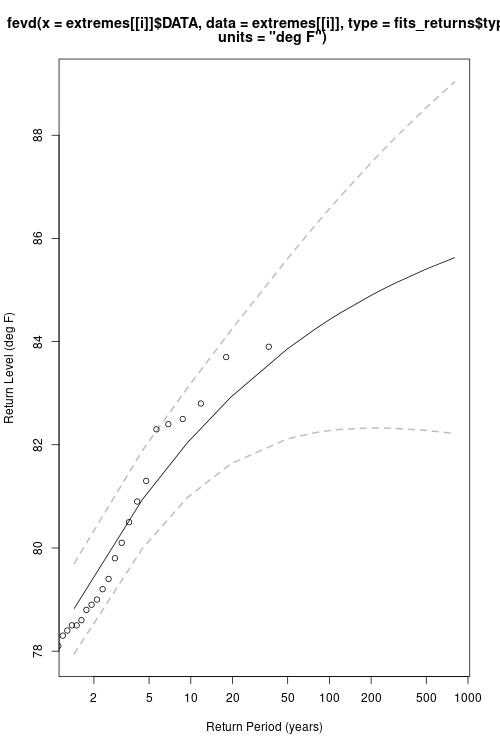 fevd(x = extremes[[i]]$DATA, data = extremes[[i]], type = fits_returns$typ
units = "deg F")
88
86
84
82
80
78
Return Level (deg F)
2 5 10 20 50 100 200 500 1000
Return Period (years)